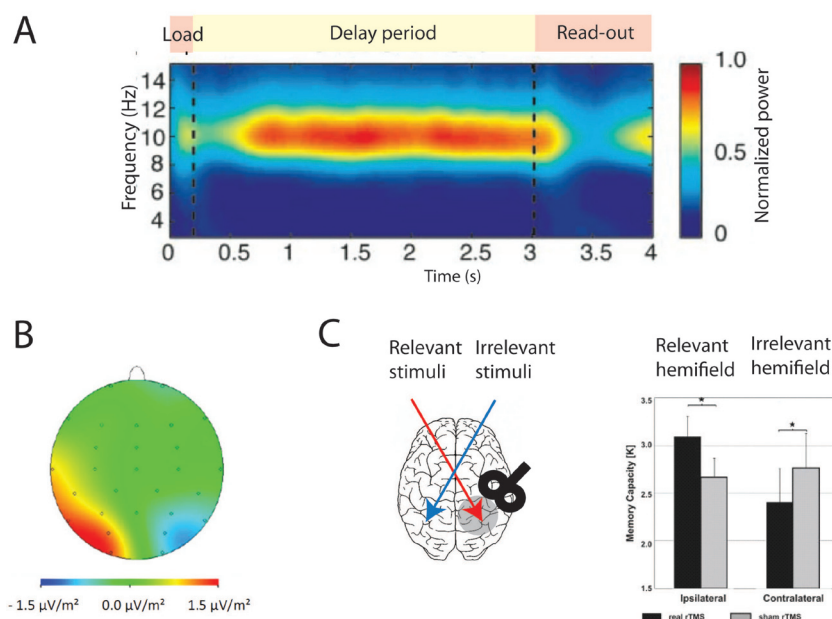 A
Load
Delay period
Read-out
14
12
10
8
6
4
Frequency (Hz)
0
0.5
1
1.5
2
2.5
3
3.5
4
Time (s)
1.0
0.5
0
Normalized power
B
- 1.5 µV/m²
0.0 µV/m²
1.5 µV/m²
C
Relevant
stimuli
Irrelevant
stimuli
Relevant
hemifield
Irrelevant
hemifield
3.5
3.0
2.5
2.0
1.5
Memory Capacity [K]
*
*
Ipsilateral
Contralateral
real rTMS
sham rTMS